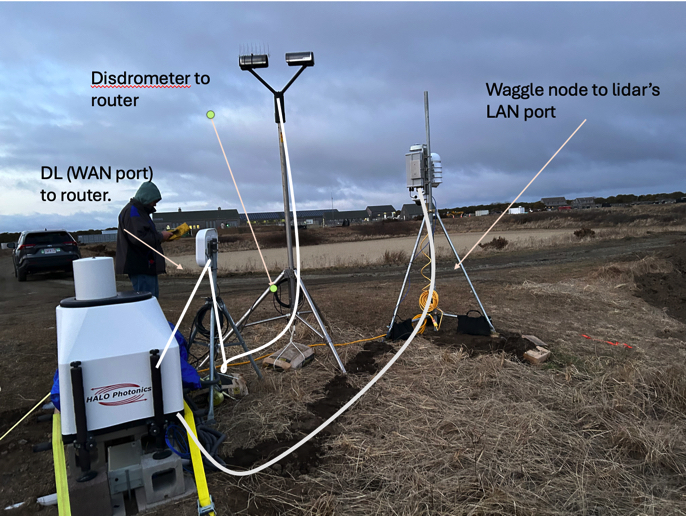 Disdrometer to
router
Waggle node to lidar's
LAN port
DL (WAN port)
to router.
HALO Photonics